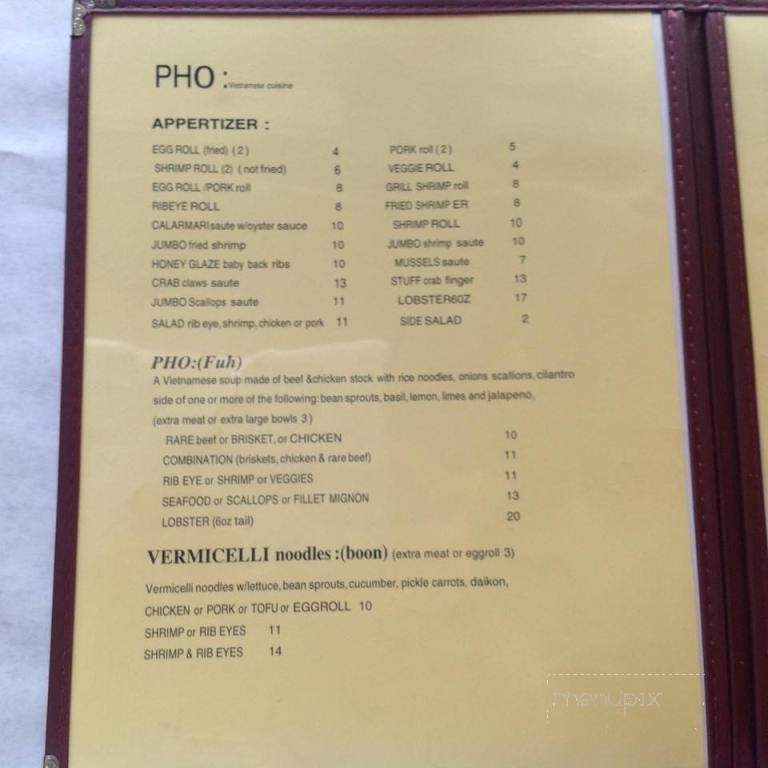 PHO :. Vietnamese cuisine
APPERTIZER :
EGG ROLL (fried) (2) 4 PORK roll (2) 5
SHRIMP ROLL (2) (not fried) 6 VEGGIE ROLL 4
EGG ROLL /PORK roll 8 GRILL SHRIMP roll 8
RIBEYE ROLL 8 FRIED SHRIMP ER 8
CALARMARI saute w/oyster sauce 10 SHRIMP ROLL 10
JUMBO fried shrimp 10 JUMBO shrimp saute 10
HONEY GLAZE baby back ribs 10 MUSSELS saute 7
CRAB claws saute 13 STUFF crab finger 13
JUMBO Scallops saute 11 LOBSTER6OZ 17
SALAD rib eye, shrimp, chicken or pork 11 SIDE SALAD 2
PHO:(Fuh)
A Vietnamese soup made of beef &chicken stock with rice noodles, onions scallions, cilantro
side of one or more of the following: bean sprouts, basil, lemon, limes and jalapeno,
(extra meat or extra large bowls 3)
RARE beef or BRISKET, or CHICKEN 10
COMBINATION (briskets, chicken & rare beef) 11
RIB EYE or SHRIMP or VEGGIES 11
SEAFOOD or SCALLOPS or FILLET MIGNON 13
LOBSTER (6oz tail) 20
VERMICELLI noodles :(boon) (extra meat or eggroll 3)
Vermicelli noodles w/lettuce, bean sprouts, cucumber, pickle carrots, daikon,
CHICKEN or PORK or TOFU or EGGROLL 10
SHRIMP or RIB EYES 11
SHRIMP & RIB EYES 14
menupix